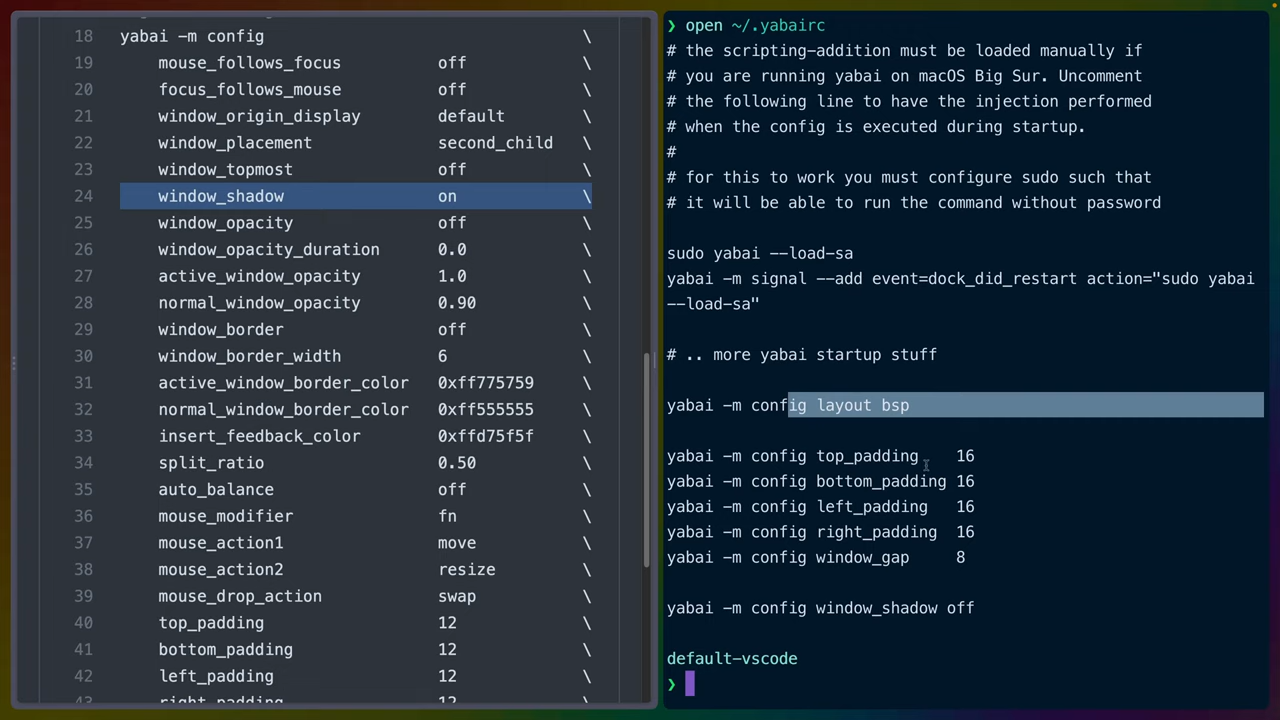 18 yabai -m config \
19 mouse_follows_focus off \
20 focus_follows_mouse off \
21 window_origin_display default \
22 window_placement second_child \
23 window_topmost off \
24 window_shadow on \
25 window_opacity off \
26 window_opacity_duration 0.0 \
27 active_window_opacity 1.0 \
28 normal_window_opacity 0.90 \
29 window_border off \
30 window_border_width 6 \
31 active_window_border_color 0xff775759 \
32 normal_window_border_color 0xff555555 \
33 insert_feedback_color 0xffd75f5f \
34 split_ratio 0.50 \
35 auto_balance off \
36 mouse_modifier fn \
37 mouse_action1 move \
38 mouse_action2 resize \
39 mouse_drop_action swap \
40 top_padding 12 \
41 bottom_padding 12 \
42 left_padding 12 \
43 right_padding 12 \
❯ open ~/.yabairc
# the scripting-addition must be loaded manually if
# you are running yabai on macOS Big Sur. Uncomment
# the following line to have the injection performed
# when the config is executed during startup.
#
# for this to work you must configure sudo such that
# it will be able to run the command without password
sudo yabai --load-sa
yabai -m signal --add event=dock_did_restart action="sudo yabai
--load-sa"
# .. more yabai startup stuff
yabai -m config layout bsp
yabai -m config top_padding 16
yabai -m config bottom_padding 16
yabai -m config left_padding 16
yabai -m config right_padding 16
yabai -m config window_gap 8
yabai -m config window_shadow off
default-vscode
❯